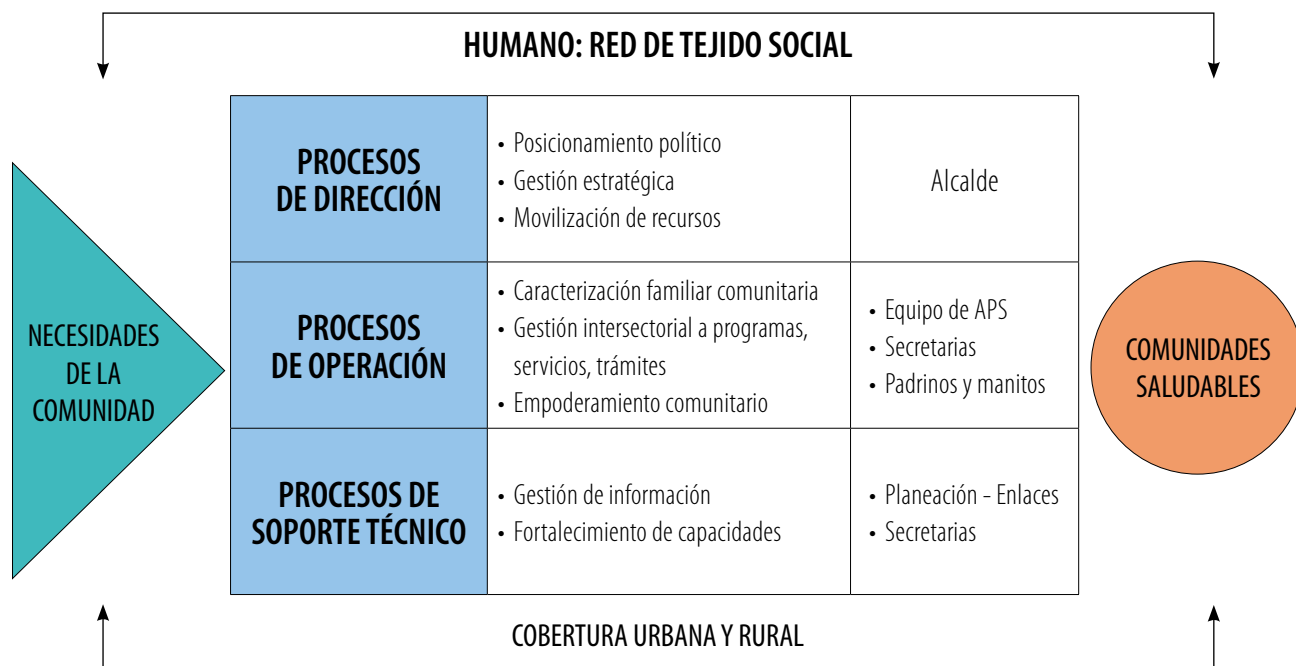 HUMANO: RED DE TEJIDO SOCIAL
NECESIDADES
DE LA
COMUNIDAD
PROCESOS
DE DIRECCIÓN
• Posicionamiento político
• Gestión estratégica
• Movilización de recursos
Alcalde
PROCESOS
DE OPERACIÓN
• Caracterización familiar comunitaria
• Gestión intersectorial a programas,
servicios, trámites
• Empoderamiento comunitario
• Equipo de APS
• Secretarias
• Padrinos y manitos
PROCESOS DE
SOPORTE TÉCNICO
• Gestión de información
• Fortalecimiento de capacidades
• Planeación - Enlaces
• Secretarias
COMUNIDADES
SALUDABLES
COBERTURA URBANA Y RURAL